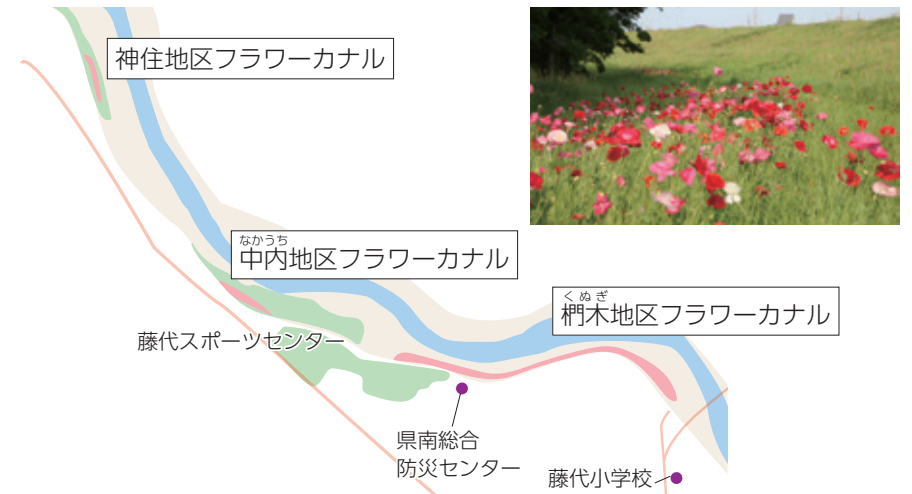 神住地区フラワーカナル
なかうち
中内地区フラワーカナル
くぬぎ
椚木地区フラワーカナル
藤代スポーツセンター
県南総合
防災センター
藤代小学校